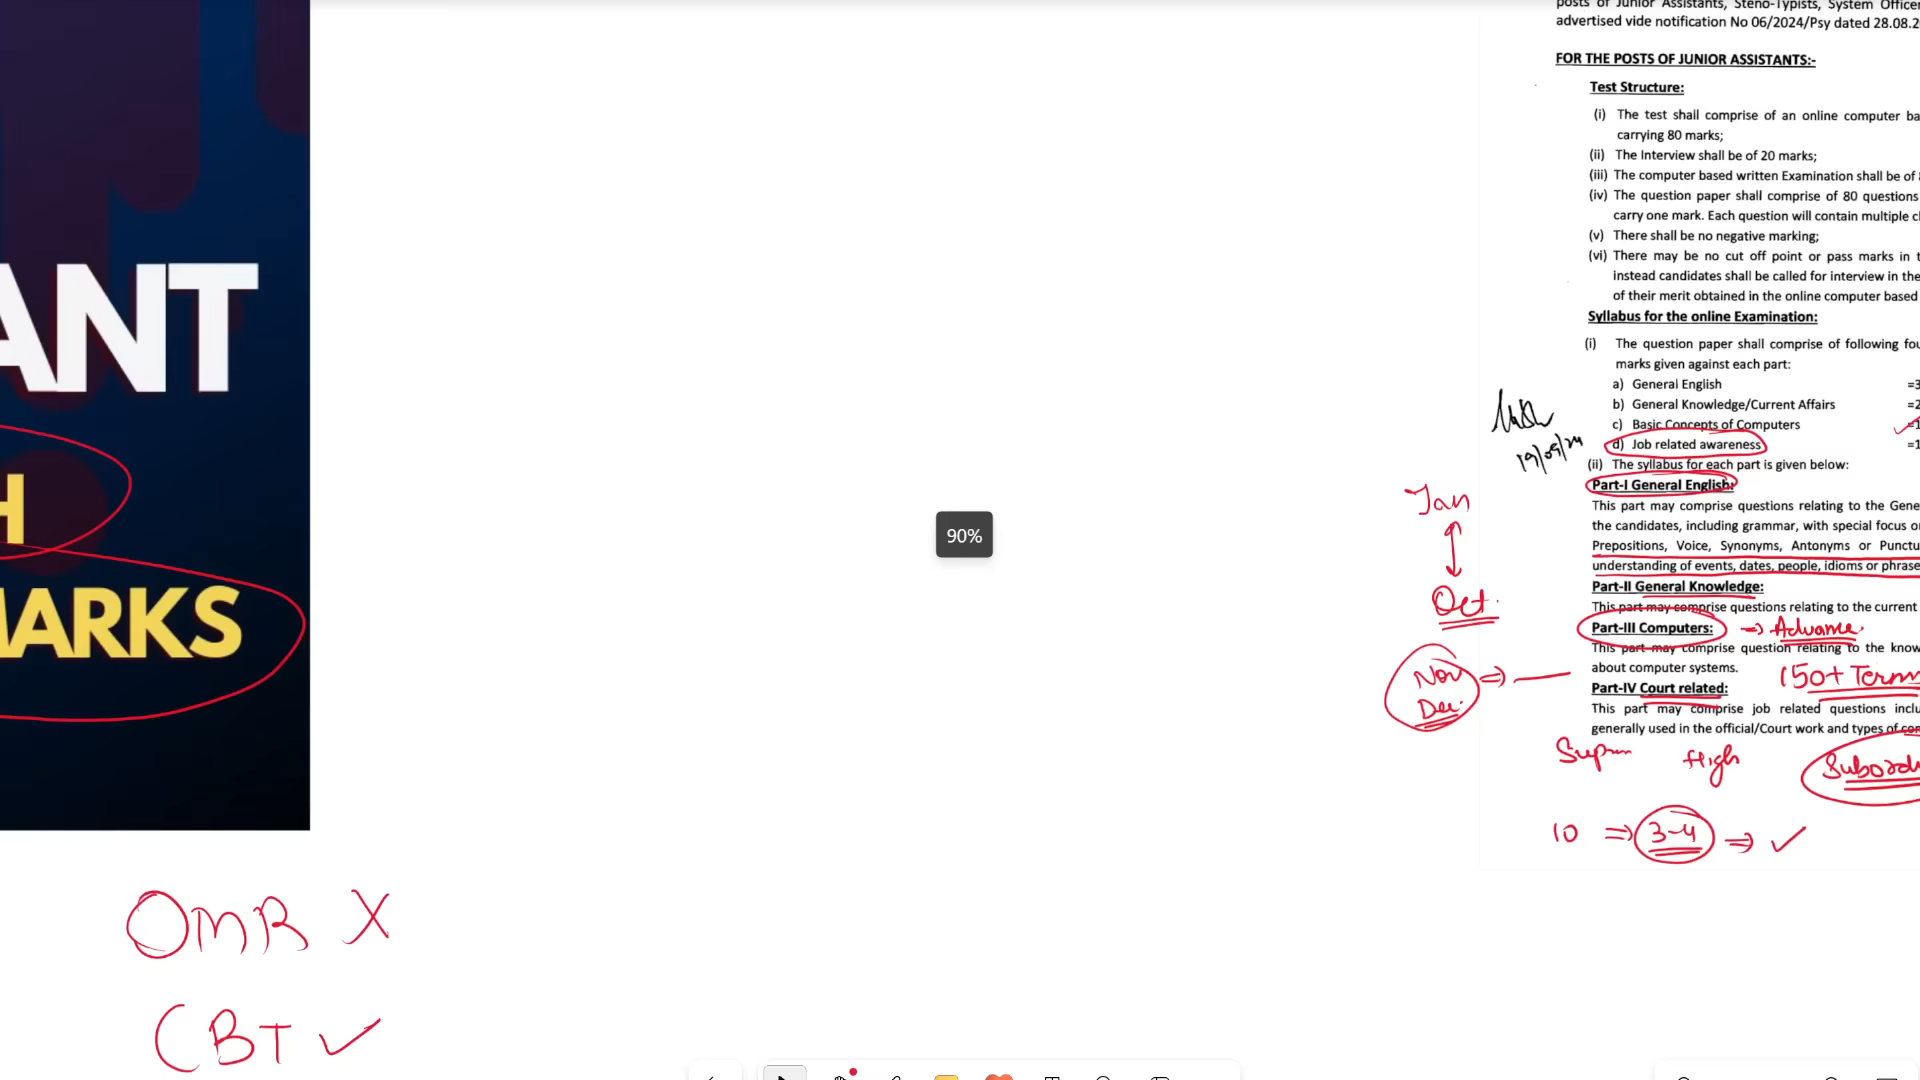 ANT
H
MARKS
OMR X
CBT ✓
90%
posts of Junior Assistants, Steno-Typists, System Officer
advertised vide notification No 06/2024/Psy dated 28.08.2
FOR THE POSTS OF JUNIOR ASSISTANTS:-
Test Structure:
(i) The test shall comprise of an online computer ba
carrying 80 marks;
(ii) The Interview shall be of 20 marks;
(iii) The computer based written Examination shall be of
(iv) The question paper shall comprise of 80 questions
carry one mark. Each question will contain multiple c
(v) There shall be no negative marking;
(vi) There may be no cut off point or pass marks in t
instead candidates shall be called for interview in the
of their merit obtained in the online computer based
Syllabus for the online Examination:
(i) The question paper shall comprise of following fou
marks given against each part:
a) General English =3
b) General Knowledge/Current Affairs =2
c) Basic Concepts of Computers =1
d) Job related awareness =1
19/09/24
(ii) The syllabus for each part is given below:
Part-I General English:
This part may comprise questions relating to the Gene
the candidates, including grammar, with special focus o
Prepositions, Voice, Synonyms, Antonyms or Punctu
understanding of events, dates, people, idioms or phrase
Part-II General Knowledge:
This part may comprise questions relating to the current
Part-III Computers: => Advance.
This part may comprise question relating to the know
about computer systems. 150+ Term
Part-IV Court related:
This part may comprise job related questions inclu
generally used in the official/Court work and types of con
Jan
Oct.
Nov =>
Dec.
Suprm High Subord
10 => 3-4 => ✓